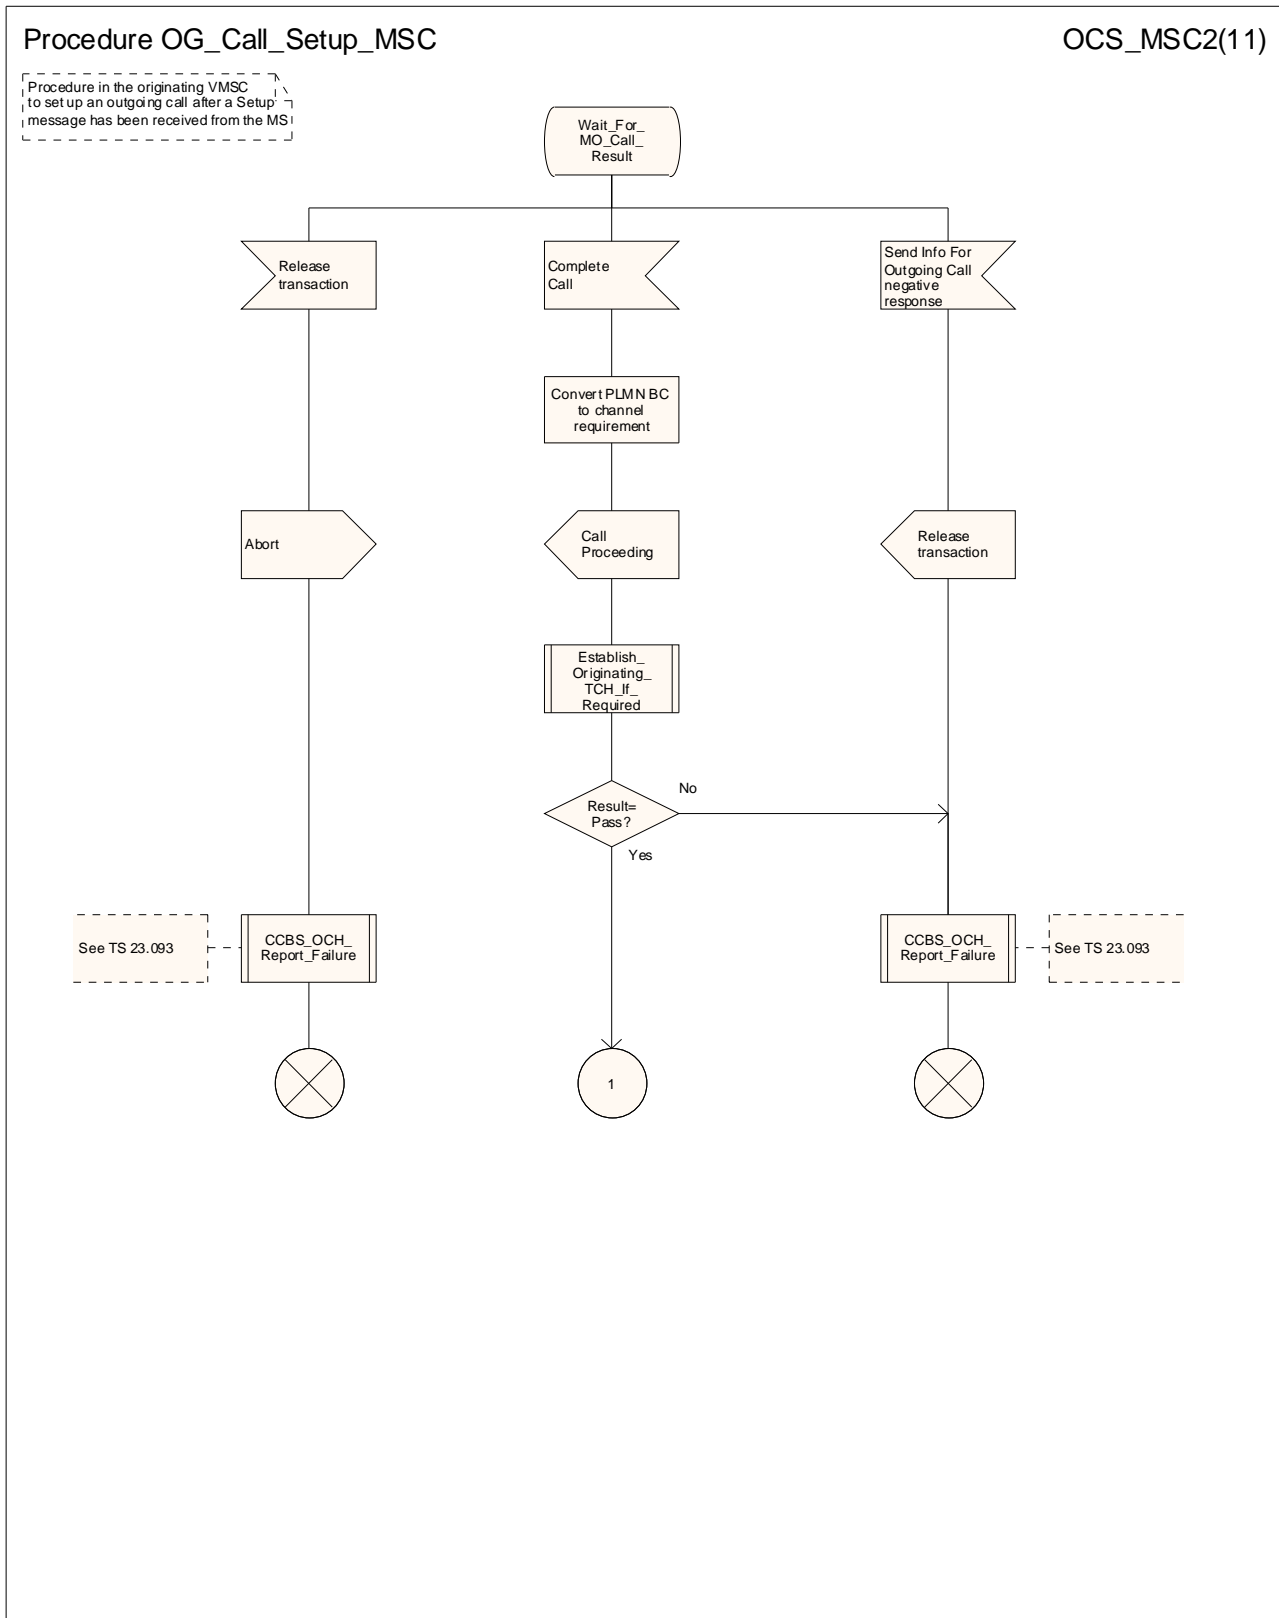 Procedure OG_Call_Setup_MSC
OCS_MSC2(11)
Procedure in the originating VMSC
to set up an outgoing call after a Setup
message has been received from the MS
Wait_For_
MO_Call_
Result
Release
transaction
Complete
Call
Send Info For
Outgoing Call
negative
response
Convert PLMN BC
to channel
requirement
Abort
Call
Proceeding
Release
transaction
Establish_
Originating_
TCH_If_
Required
Result=
Pass?
No
Yes
See TS 23.093
CCBS_OCH_
Report_Failure
CCBS_OCH_
Report_Failure
See TS 23.093
1